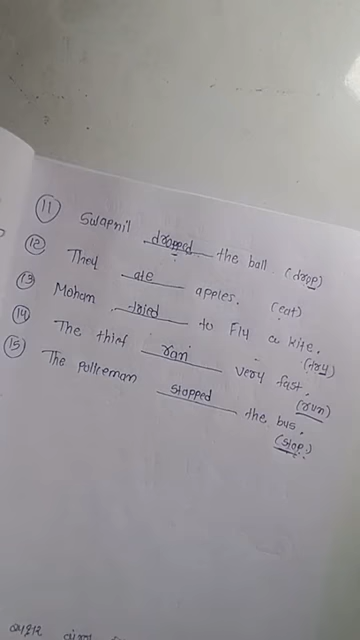 11 Swapnil dropped the ball. (drop)
12 They ate apples. (eat)
13 Moham tried to Fly a kite. (try)
14 The thief ran very fast. (run)
15 The Policeman stopped the bus. (stop)